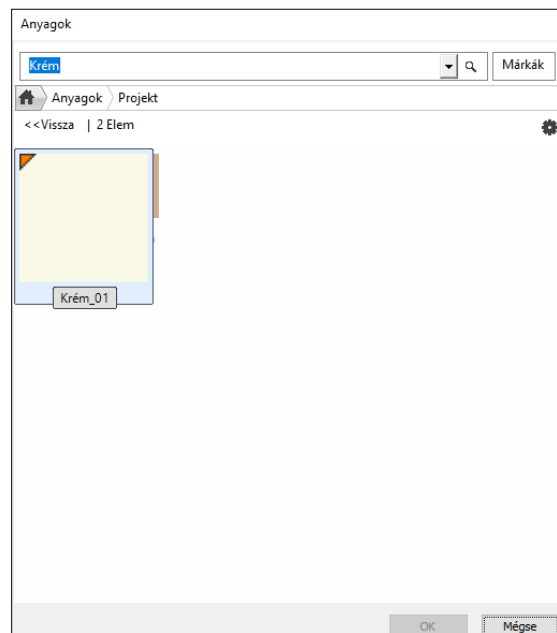 Anyagok
Krém Márkák
Anyagok Projekt
<<Vissza | 2 Elem
Krém_01
OK Mégse